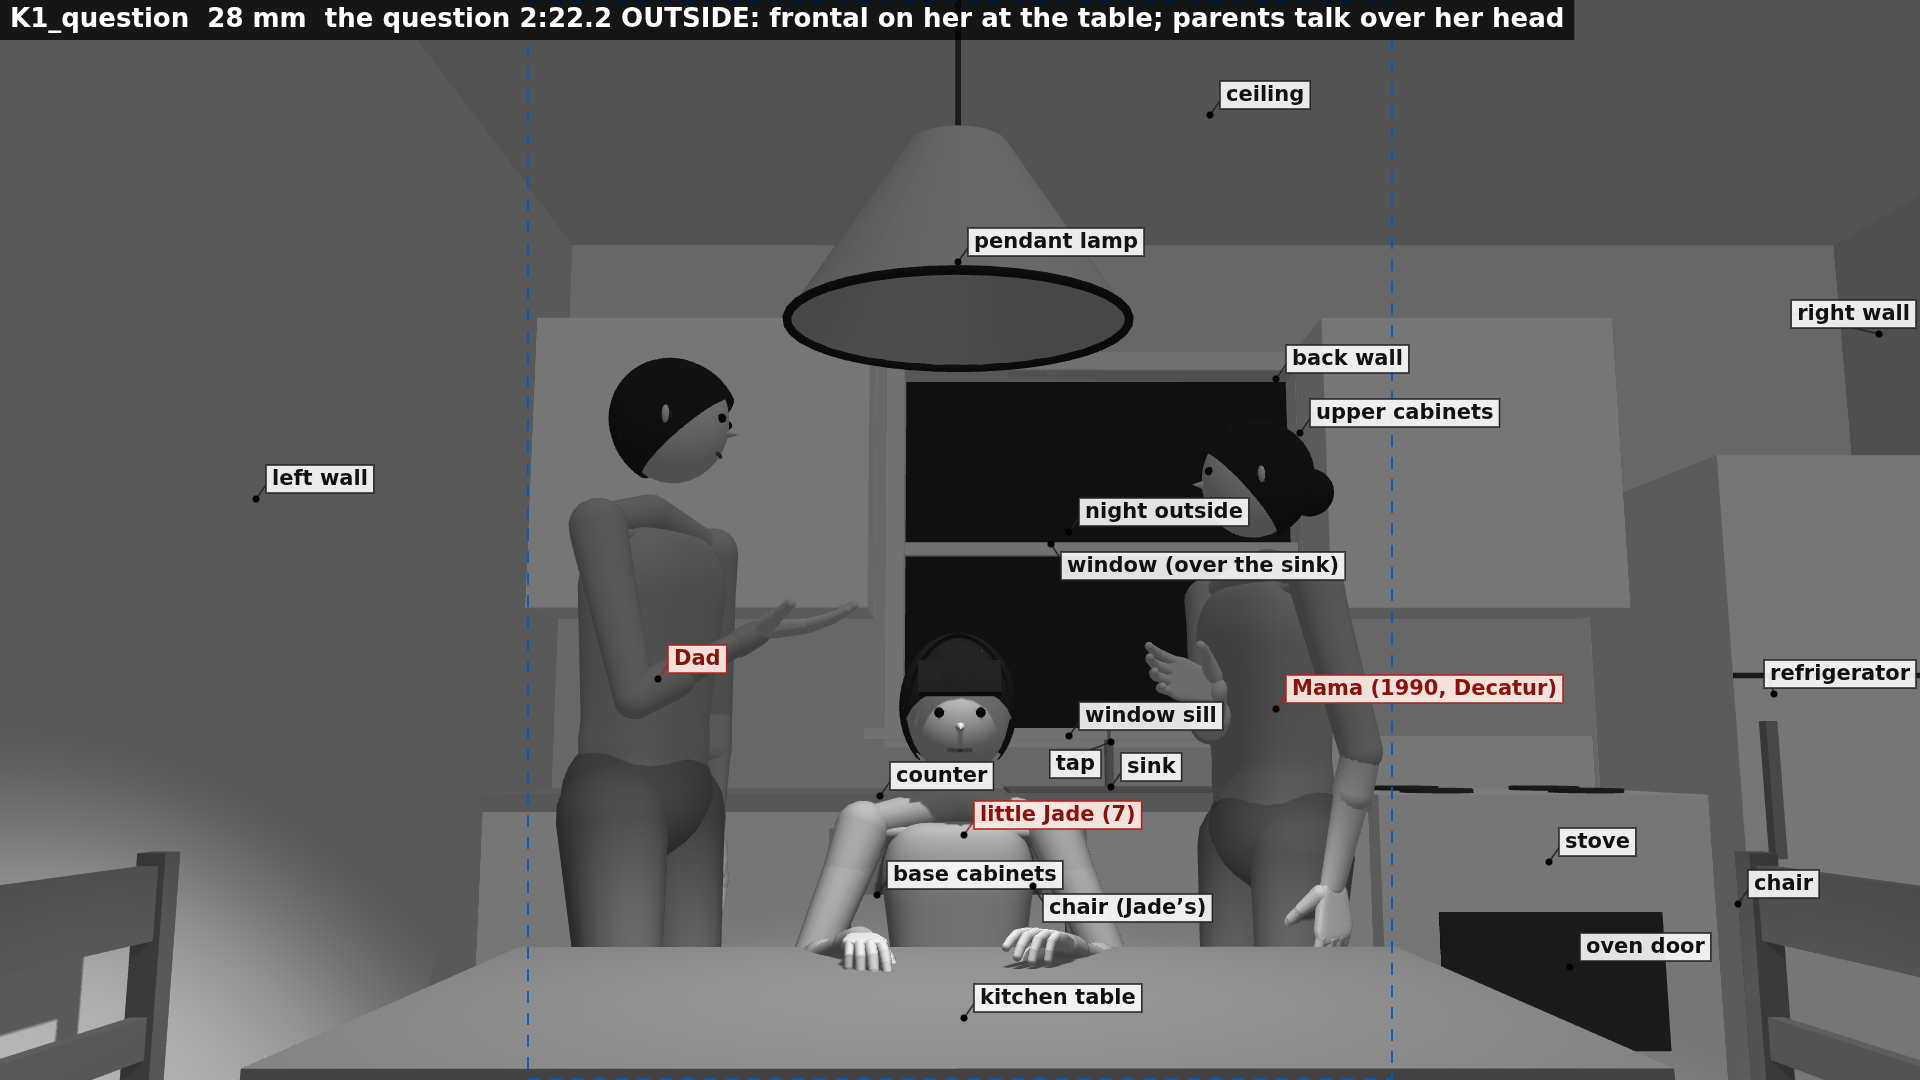 K1_question 28 mm the question 2:22.2 OUTSIDE: frontal on her at the table; parents talk over her head
ceiling
pendant lamp
right wall
back wall
upper cabinets
left wall
night outside
window (over the sink)
Dad
refrigerator
Mama (1990, Decatur)
window sill
tap
sink
counter
little Jade (7)
stove
base cabinets
chair
chair (Jade’s)
oven door
kitchen table